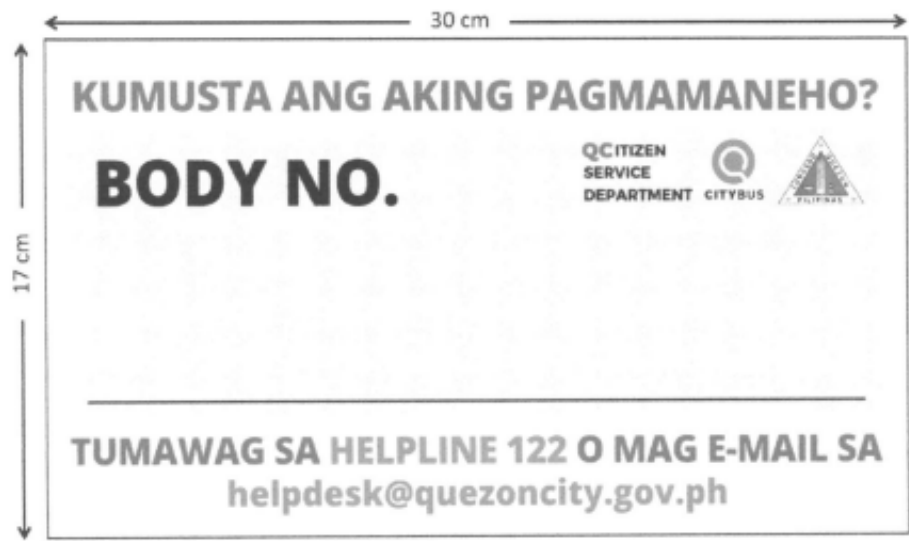 30 cm
17 cm
KUMUSTA ANG AKING PAGMAMANEHO?
BODY NO.
QCITIZEN
SERVICE
DEPARTMENT
CITYBUS
PILIPINAS
TUMAWAG SA HELPLINE 122 O MAG E-MAIL SA
helpdesk@quezoncity.gov.ph